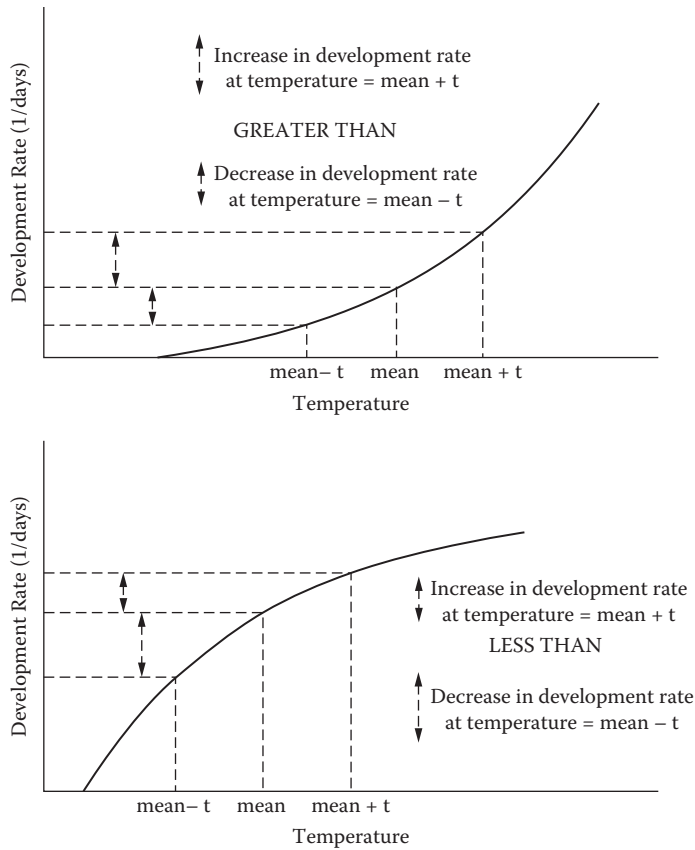 Development Rate (1/days)
Increase in development rate
at temperature = mean + t
GREATER THAN
Decrease in development rate
at temperature = mean – t
mean– t mean mean + t
Temperature
Development Rate (1/days)
Increase in development rate
at temperature = mean + t
LESS THAN
Decrease in development rate
at temperature = mean – t
mean– t mean mean + t
Temperature